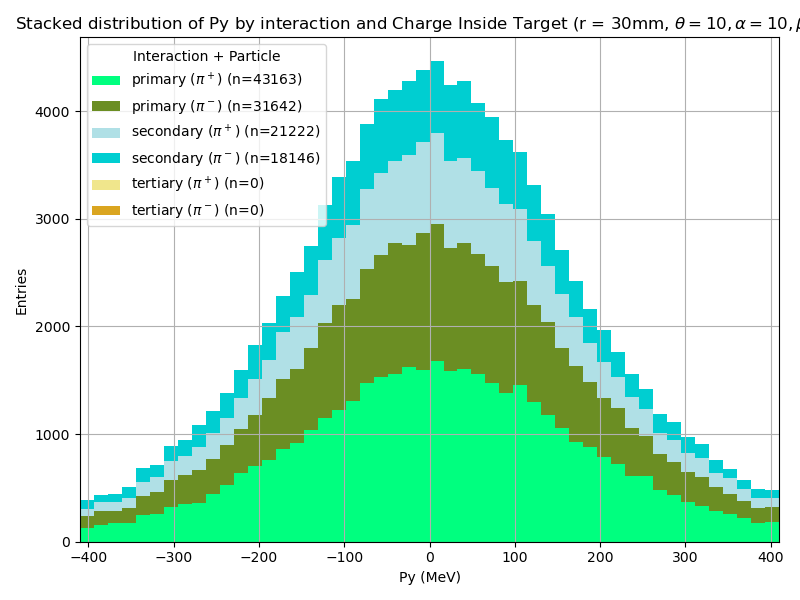 Stacked distribution of Py by interaction and Charge Inside Target (r = 30mm, θ = 10, α = 10,
Interaction + Particle
primary (π⁺) (n=43163)
primary (π⁻) (n=31642)
secondary (π⁺) (n=21222)
secondary (π⁻) (n=18146)
tertiary (π⁺) (n=0)
tertiary (π⁻) (n=0)
Entries
4000
3000
2000
1000
0
−400 −300 −200 −100 0 100 200 300 400
Py (MeV)